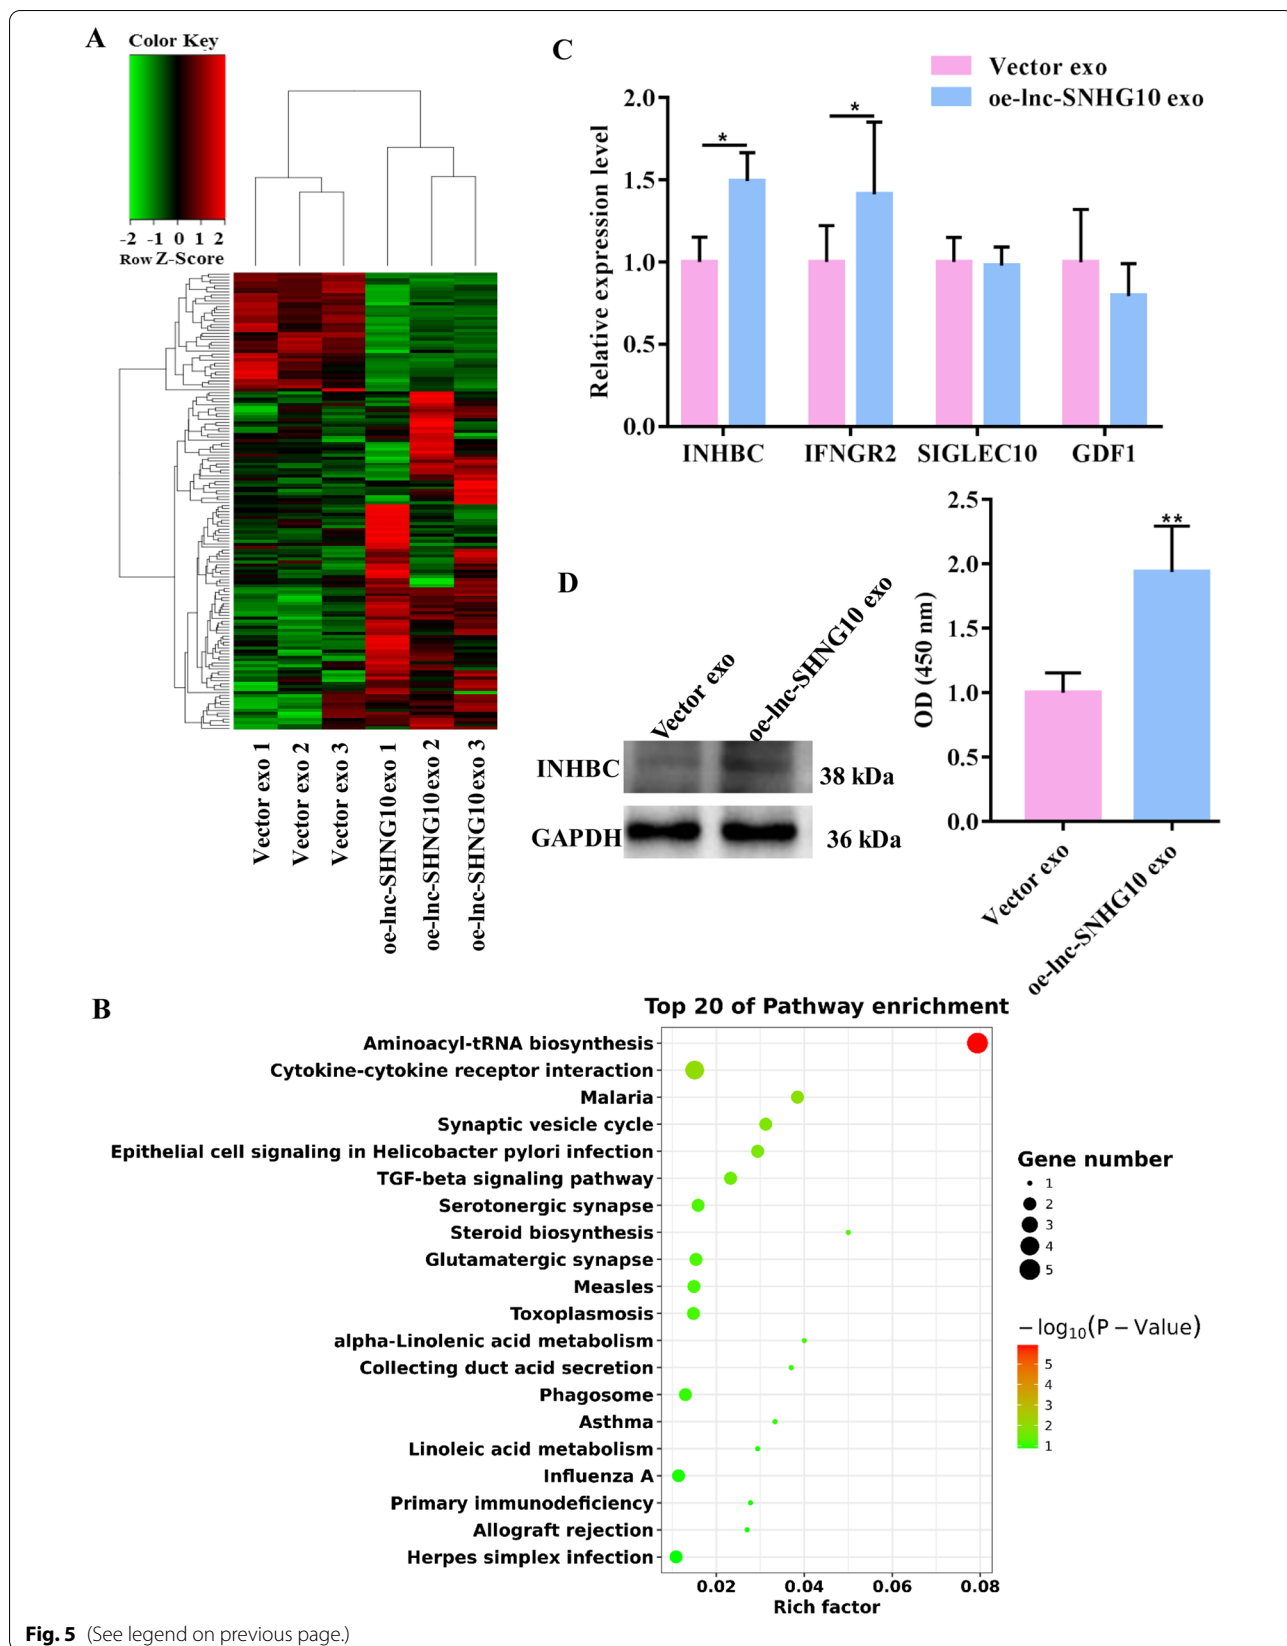 A
Color Key
-2 -1 0 1 2
Row Z-Score
Vector exo 1
Vector exo 2
Vector exo 3
oe-lnc-SHNG10 exo 1
oe-lnc-SHNG10 exo 2
oe-lnc-SHNG10 exo 3
C
Vector exo
oe-lnc-SNHG10 exo
Relative expression level
2.0
1.5
1.0
0.5
0.0
*
*
INHBC IFNGR2 SIGLEC10 GDF1
D
Vector exo
oe-lnc-SHNG10 exo
INHBC
38 kDa
GAPDH
36 kDa
OD (450 nm)
2.5
2.0
1.5
1.0
0.5
0.0
**
Vector exo
oe-lnc-SNHG10 exo
B
Top 20 of Pathway enrichment
Aminoacyl-tRNA biosynthesis
Cytokine-cytokine receptor interaction
Malaria
Synaptic vesicle cycle
Epithelial cell signaling in Helicobacter pylori infection
TGF-beta signaling pathway
Serotonergic synapse
Steroid biosynthesis
Glutamatergic synapse
Measles
Toxoplasmosis
alpha-Linolenic acid metabolism
Collecting duct acid secretion
Phagosome
Asthma
Linoleic acid metabolism
Influenza A
Primary immunodeficiency
Allograft rejection
Herpes simplex infection
0.02 0.04 0.06 0.08
Rich factor
Gene number
1
2
3
4
5
−log₁₀(P−Value)
5
4
3
2
1
Fig. 5 (See legend on previous page.)